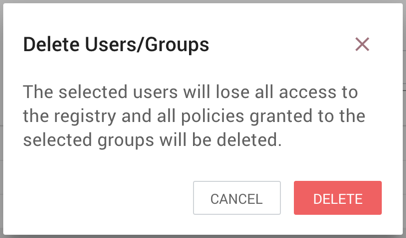 Delete Users/Groups
The selected users will lose all access to
the registry and all policies granted to the
selected groups will be deleted.
CANCEL
DELETE